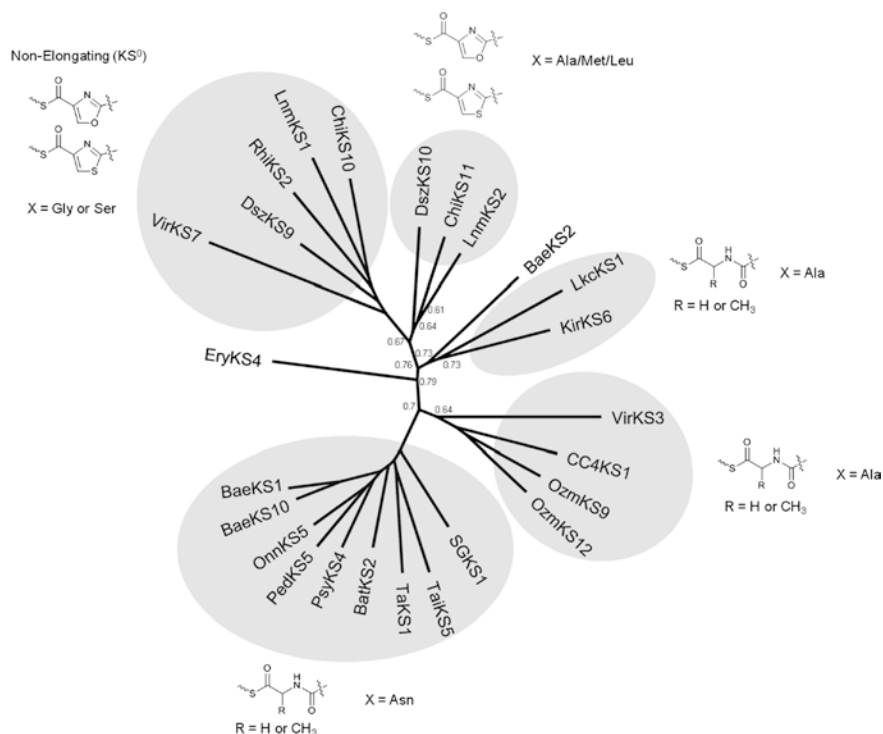 Non-Elongating (KS⁰)
O
N
S
O
O
N
S
S
X = Gly or Ser
O
N
S
O
O
N
S
S
X = Ala/Met/Leu
VirKS7
DszKS9
RhiKS2
LnmKS1
ChiKS10
DszKS10
ChiKS11
LnmKS2
BaeKS2
LkcKS1
KirKS6
O
H
N
S
R
O
X = Ala
R = H or CH₃
0.61
0.64
0.67
0.73
0.76
0.73
0.79
EryKS4
0.7
0.64
VirKS3
CC4KS1
OzmKS9
OzmKS12
O
H
N
S
R
O
X = Ala
R = H or CH₃
BaeKS1
BaeKS10
OnnKS5
PedKS5
PsyKS4
BatKS2
TaKS1
TaiKS5
SGKS1
O
H
N
S
R
O
X = Asn
R = H or CH₃